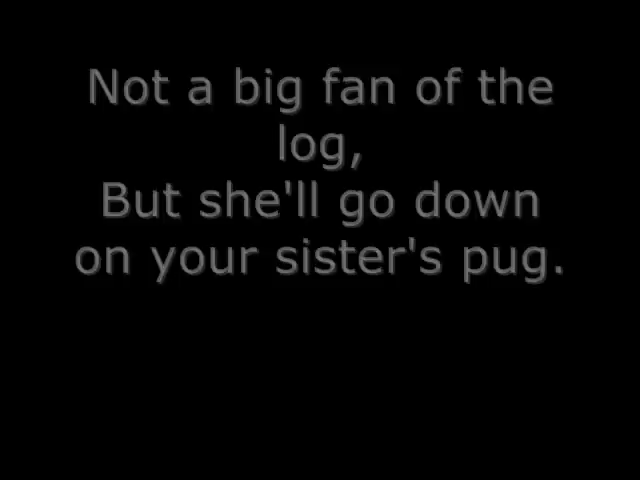 Not a big fan of the
log,
But she'll go down
on your sister's pug.